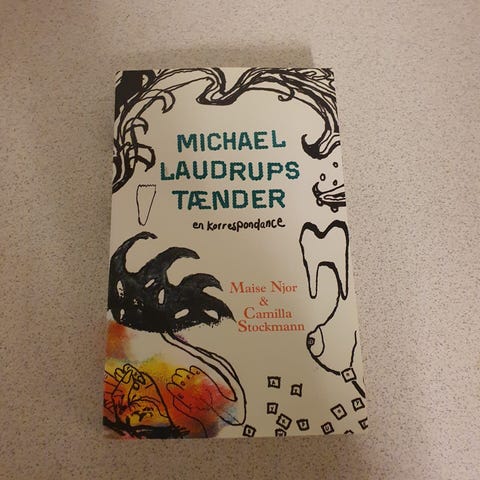 MICHAEL
LAUDRUPS
TÆNDER
en korrespondance
Maise Njor
&
Camilla
Stockmann